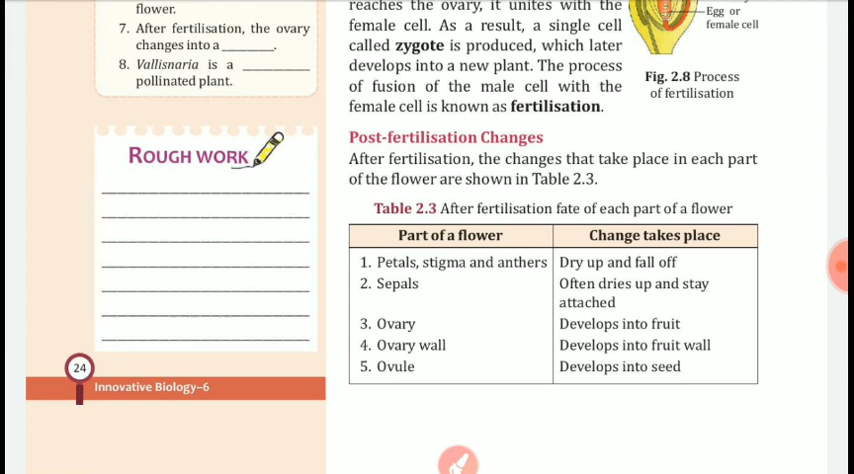 flower.
7. After fertilisation, the ovary
changes into a ________.
8. Vallisnaria is a ________
pollinated plant.
ROUGH WORK
24
Innovative Biology–6
reaches the ovary, it unites with the
female cell. As a result, a single cell
called zygote is produced, which later
develops into a new plant. The process
of fusion of the male cell with the
female cell is known as fertilisation.
Egg or
female cell
Fig. 2.8 Process
of fertilisation
Post-fertilisation Changes
After fertilisation, the changes that take place in each part
of the flower are shown in Table 2.3.
Table 2.3 After fertilisation fate of each part of a flower
Part of a flower Change takes place
1. Petals, stigma and anthers Dry up and fall off
2. Sepals Often dries up and stay
attached
3. Ovary Develops into fruit
4. Ovary wall Develops into fruit wall
5. Ovule Develops into seed